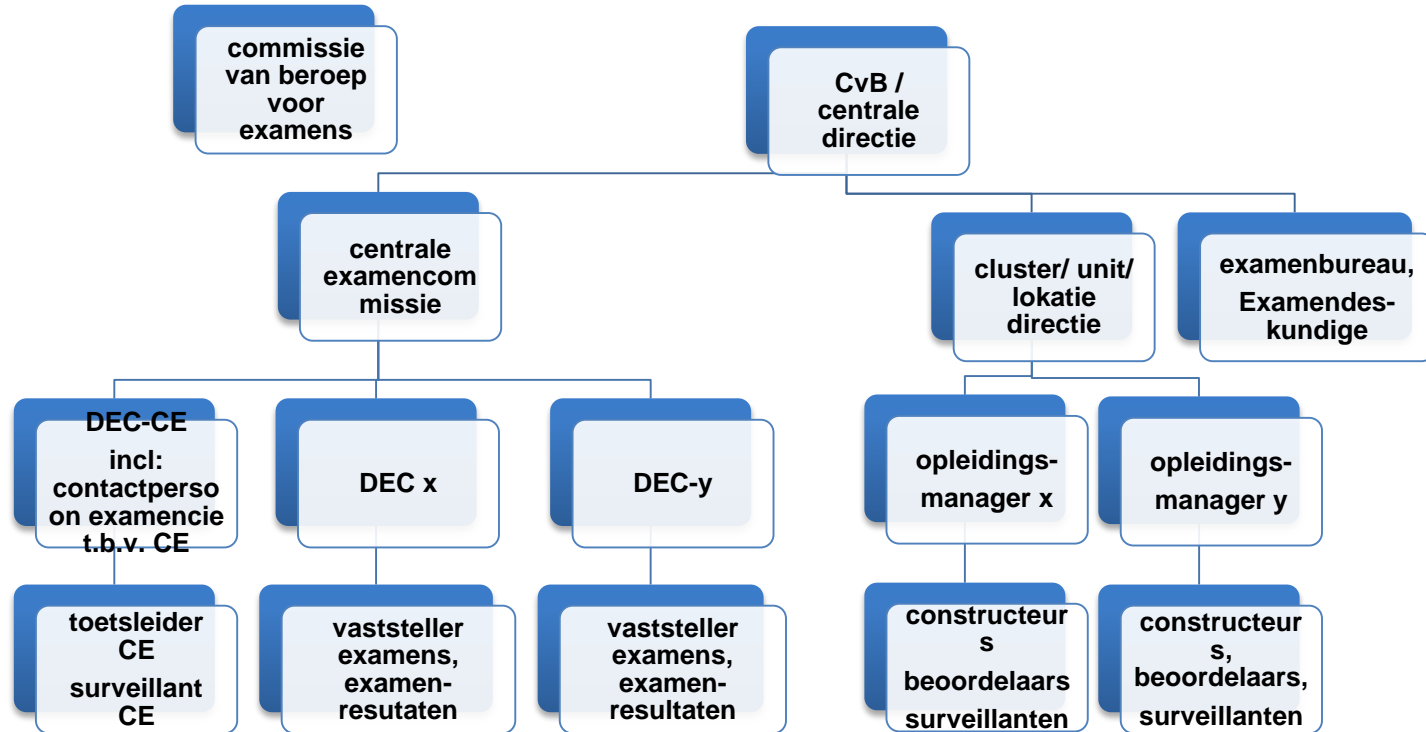 commissie
van beroep
voor
examens
CvB /
centrale
directie
centrale
examencom
missie
cluster/ unit/
lokatie
directie
examenbureau,
Examendes-
kundige
DEC-CE
incl:
contactperso
on examencie
t.b.v. CE
DEC x
DEC-y
opleidings-
manager x
opleidings-
manager y
toetsleider
CE
surveillant
CE
vaststeller
examens,
examen-
resutaten
vaststeller
examens,
examen-
resultaten
constructeur
s
beoordelaars
surveillanten
constructeur
s,
beoordelaars,
surveillanten